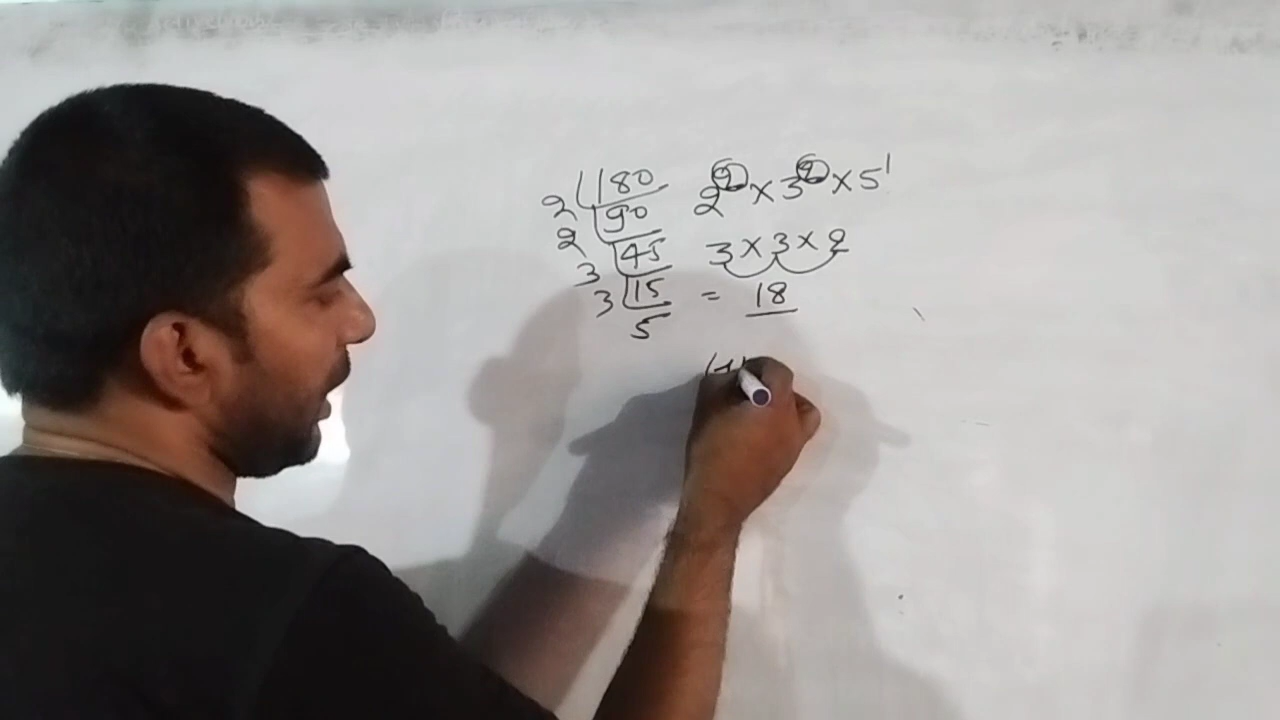 2 | 180
2 | 90
3 | 45
3 | 15
5
2² × 3² × 5¹
3 × 3 × 2
= 18